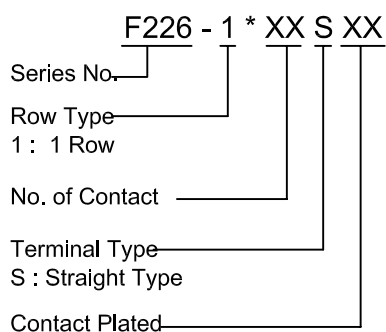 F226 - 1 * XX S XX
Series No.
Row Type
1 : 1 Row
No. of Contact
Terminal Type
S : Straight Type
Contact Plated